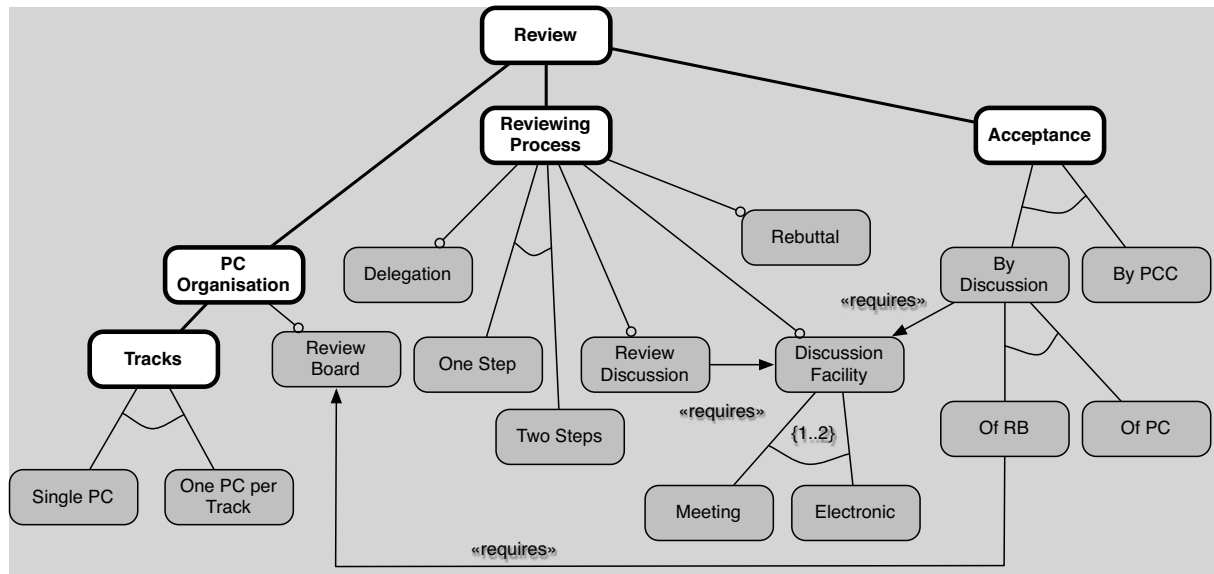 Review
Reviewing
Process
Acceptance
Rebuttal
PC
Organisation
Delegation
By
Discussion
By PCC
«requires»
Tracks
Review
Board
One Step
Review
Discussion
Discussion
Facility
«requires»
Two Steps
{1..2}
Of RB
Of PC
Single PC
One PC per
Track
Meeting
Electronic
«requires»